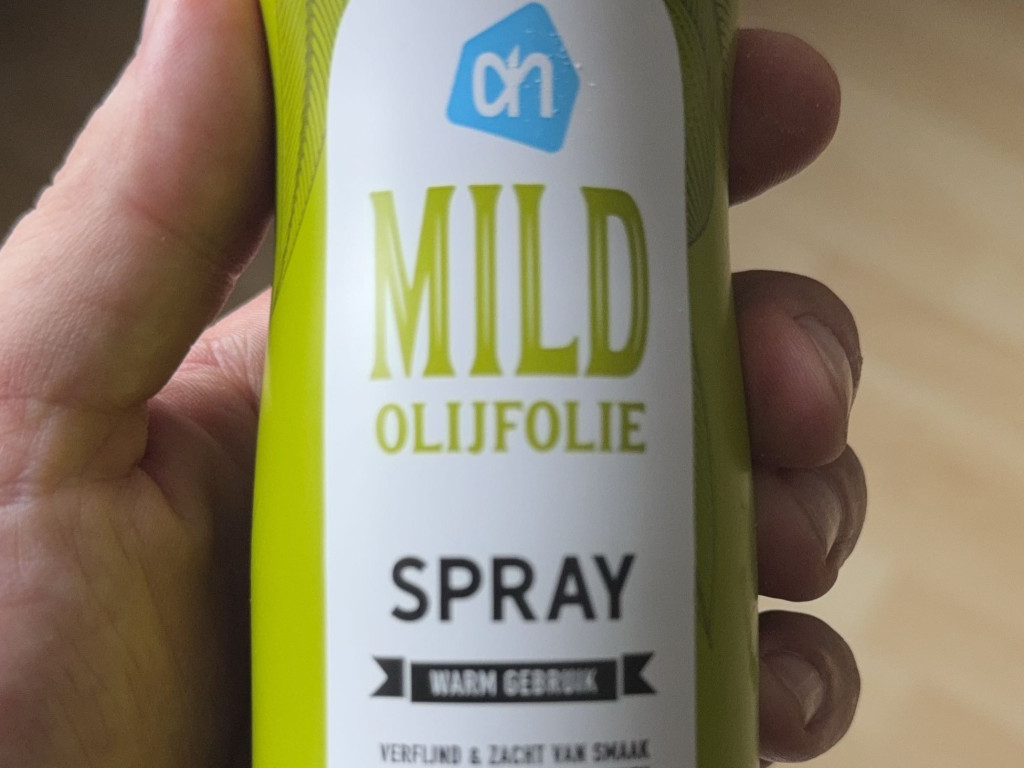 ah
MILD
OLIJFOLIE
SPRAY
WARM GEBRUIK
VERFIJND & ZACHT VAN SMAAK